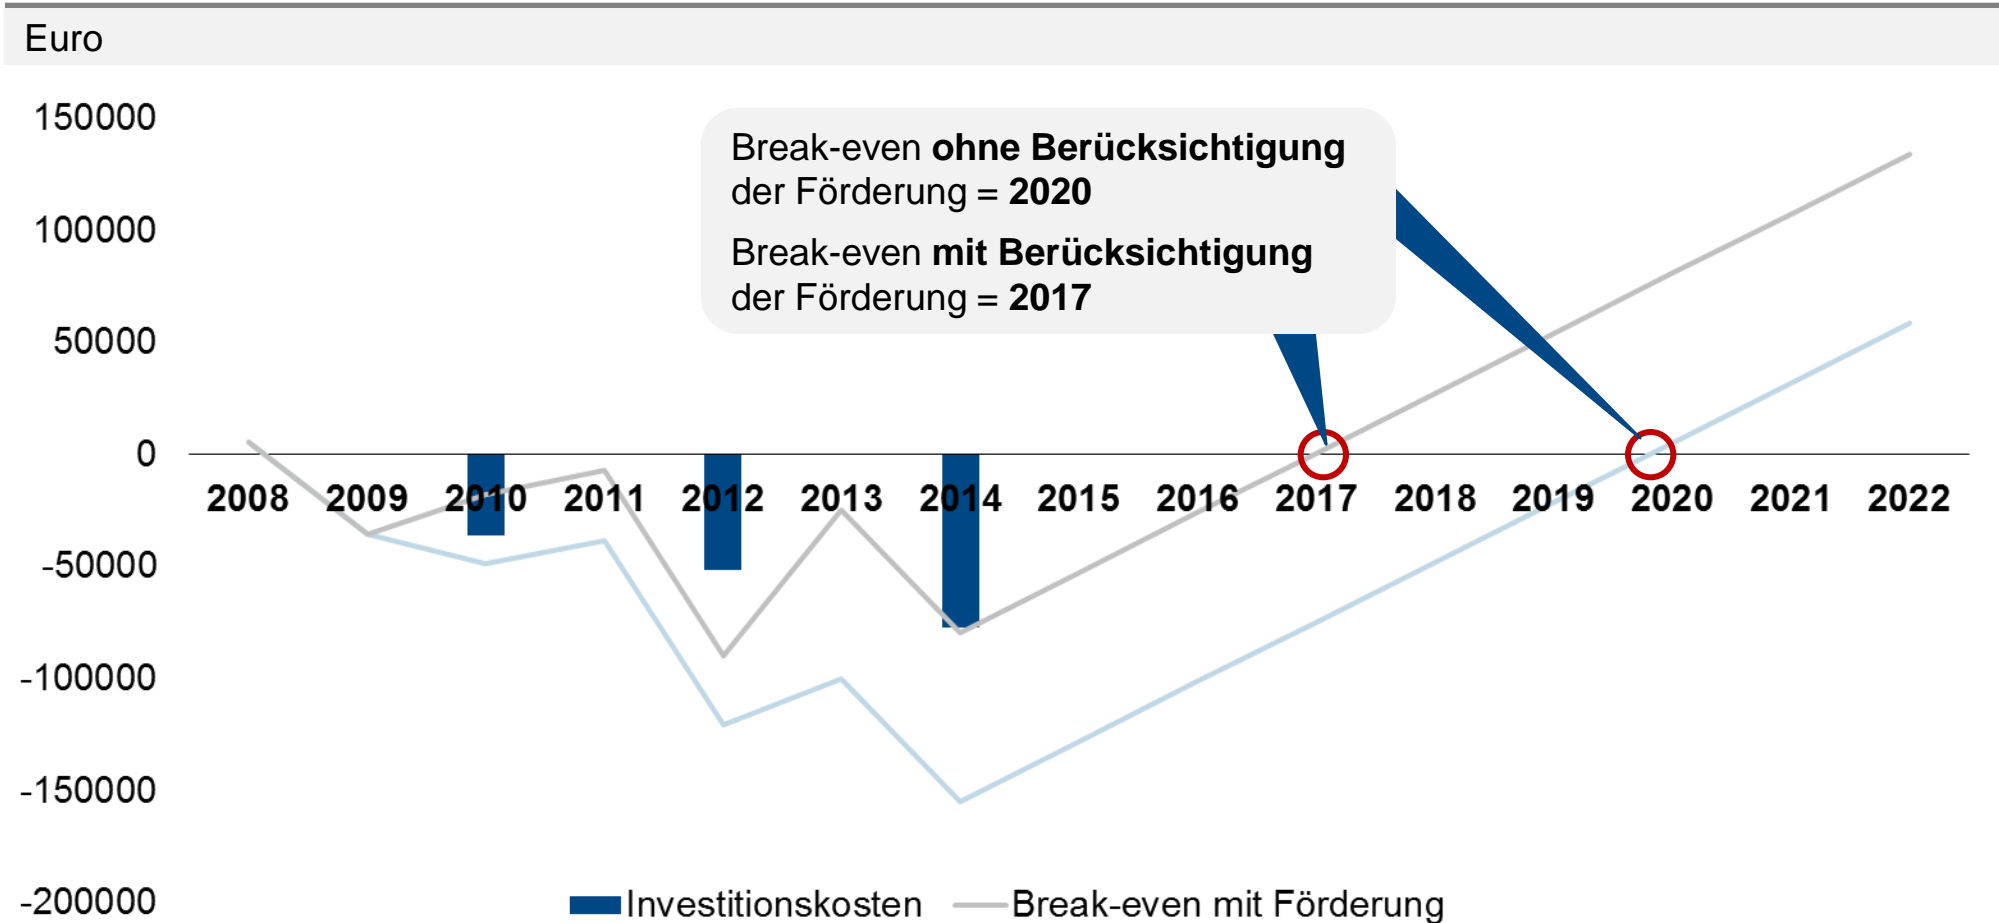 Euro
150000
100000
50000
0
-50000
-100000
-150000
-200000
Break-even ohne Berücksichtigung
der Förderung = 2020
Break-even mit Berücksichtigung
der Förderung = 2017
2008 2009 2010 2011 2012 2013 2014 2015 2016 2017 2018 2019 2020 2021 2022
Investitionskosten Break-even mit Förderung